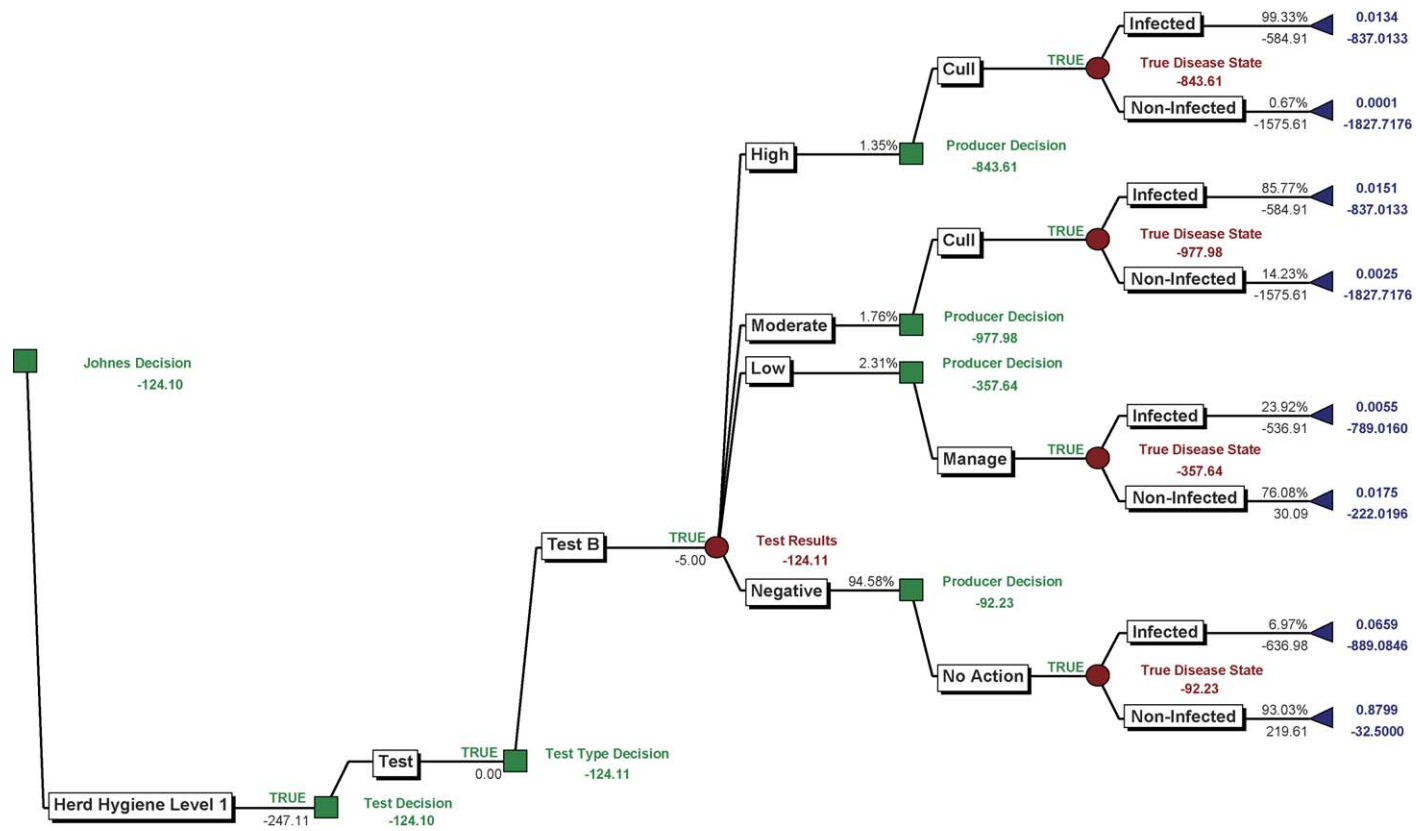 Infected
99.33%
-584.91
0.0134
-837.0133
Cull
TRUE
True Disease State
-843.61
Non-Infected
0.67%
-1575.61
0.0001
-1827.7176
High
1.35%
Producer Decision
-843.61
Infected
85.77%
-584.91
0.0151
-837.0133
Cull
TRUE
True Disease State
-977.98
Non-Infected
14.23%
-1575.61
0.0025
-1827.7176
Moderate
1.76%
Producer Decision
-977.98
Johnes Decision
-124.10
Low
2.31%
Producer Decision
-357.64
Infected
23.92%
-536.91
0.0055
-789.0160
Manage
TRUE
True Disease State
-357.64
Non-Infected
76.08%
30.09
0.0175
-222.0196
Test B
TRUE
-5.00
Test Results
-124.11
Negative
94.58%
Producer Decision
-92.23
Infected
6.97%
-636.98
0.0659
-889.0846
No Action
TRUE
True Disease State
-92.23
Non-Infected
93.03%
219.61
0.8799
-32.5000
Test
TRUE
0.00
Test Type Decision
-124.11
Herd Hygiene Level 1
TRUE
-247.11
Test Decision
-124.10